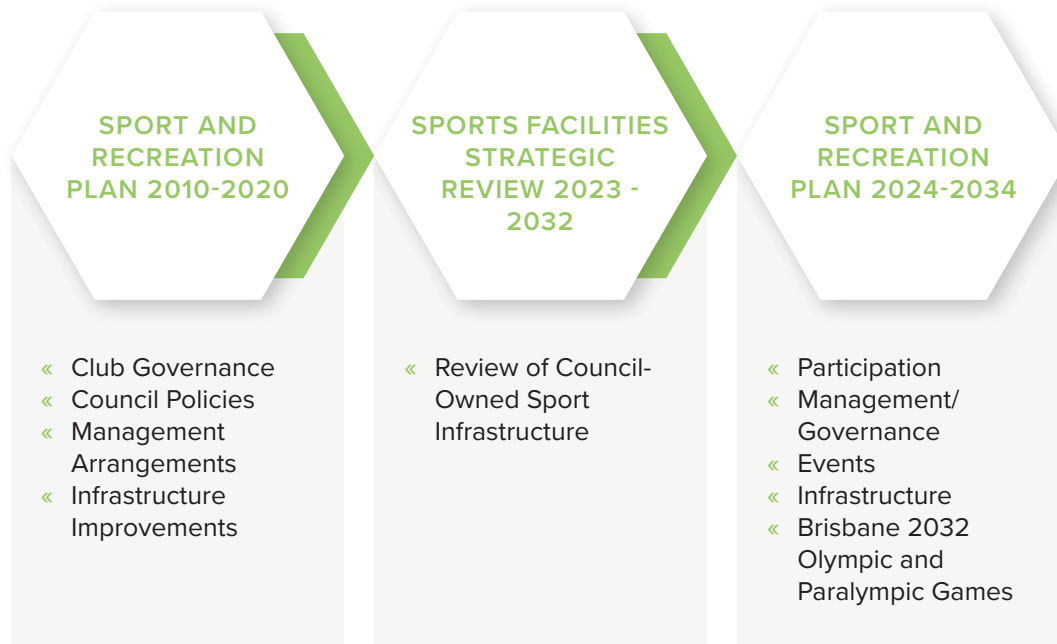 SPORT AND
RECREATION
PLAN 2010-2020
« Club Governance
« Council Policies
« Management
Arrangements
« Infrastructure
Improvements
SPORTS FACILITIES
STRATEGIC
REVIEW 2023 -
2032
« Review of Council-
Owned Sport
Infrastructure
SPORT AND
RECREATION
PLAN 2024-2034
« Participation
« Management/
Governance
« Events
« Infrastructure
« Brisbane 2032
Olympic and
Paralympic Games